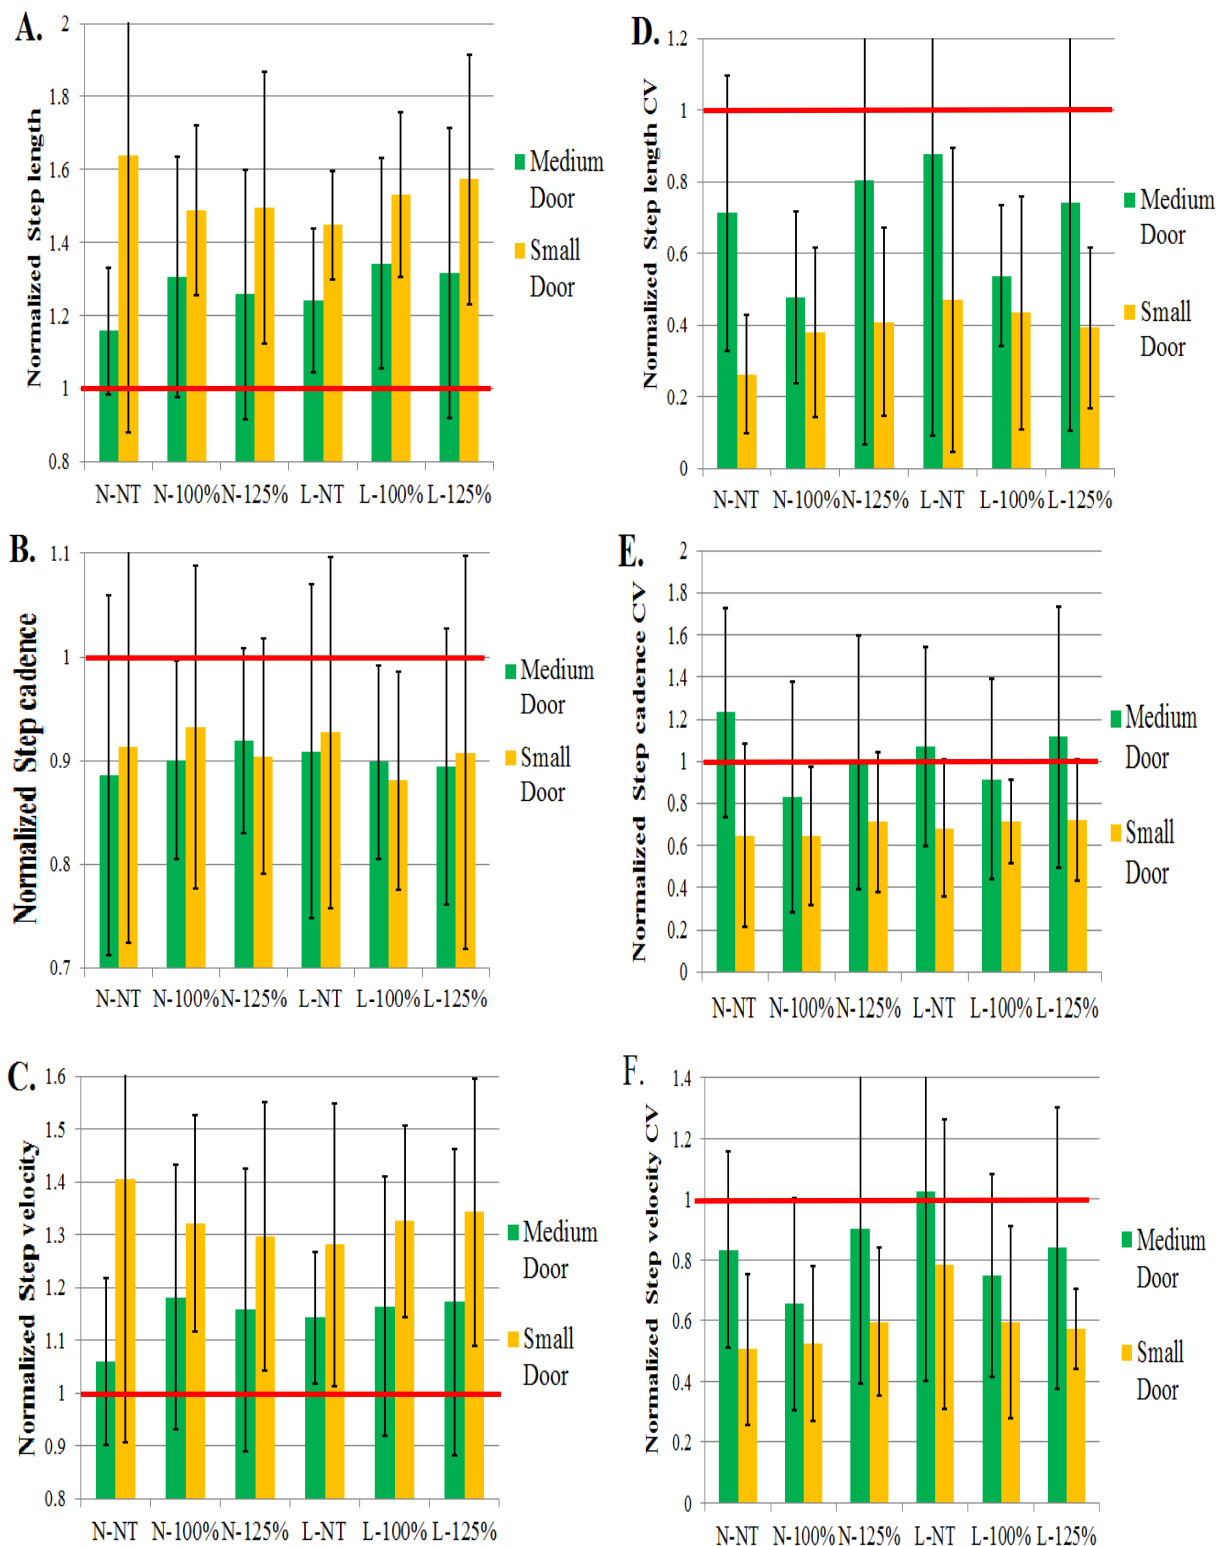 A.
Normalized Step length
2
1.8
1.6
1.4
1.2
1
0.8
N-NT N-100% N-125% L-NT L-100% L-125%
Medium
Door
Small
Door
D.
Normalized Step length CV
1.2
1
0.8
0.6
0.4
0.2
0
N-NT N-100% N-125% L-NT L-100% L-125%
Medium
Door
Small
Door
B.
Normalized Step cadence
1.1
1
0.9
0.8
0.7
N-NT N-100% N-125% L-NT L-100% L-125%
Medium
Door
Small
Door
E.
Normalized Step cadence CV
2
1.8
1.6
1.4
1.2
1
0.8
0.6
0.4
0.2
0
N-NT N-100% N-125% L-NT L-100% L-125%
Medium
Door
Small
Door
C.
Normalized Step velocity
1.6
1.5
1.4
1.3
1.2
1.1
1
0.9
0.8
N-NT N-100% N-125% L-NT L-100% L-125%
Medium
Door
Small
Door
F.
Normalized Step velocity CV
1.4
1.2
1
0.8
0.6
0.4
0.2
0
N-NT N-100% N-125% L-NT L-100% L-125%
Medium
Door
Small
Door